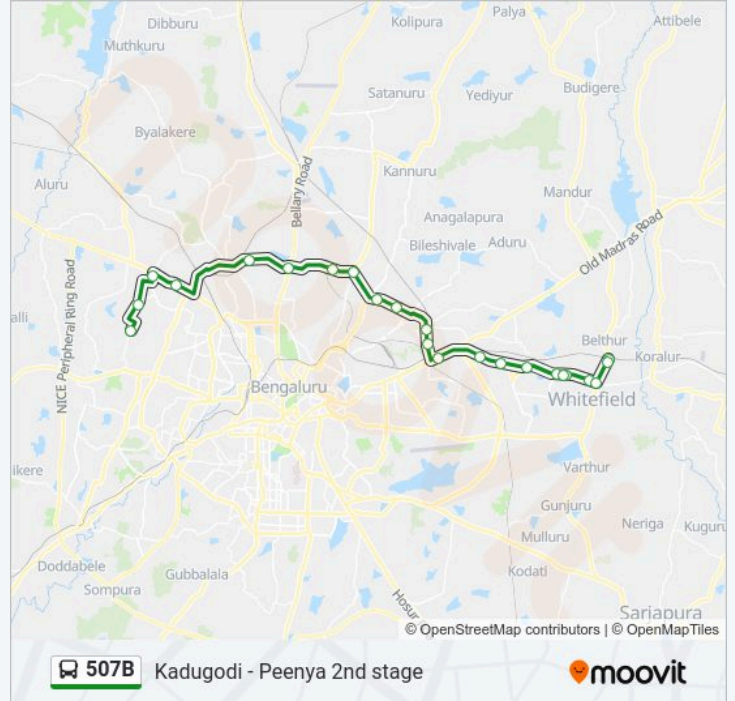 Dibburu
Palya
Kolipura
Attibele
Muthkuru
Satanuru
Yediyur
Budigere
Byalakere
Bellary Road
Kannuru
Aluru
Mandur
Anagalapura
Bileshivale
Aduru
Old Madras Road
NICE Peripheral Ring Road
alli
Belthur
Koralur
Bengaluru
Whitefield
ikere
Varthur
Gunjuru
Neriga
Kuguru
Mulluru
Doddabele
Gubbalala
Kodati
Sompura
Hosur
Sarjapura
© OpenStreetMap contributors | © OpenMapTiles
507B Kadugodi - Peenya 2nd stage
moovit